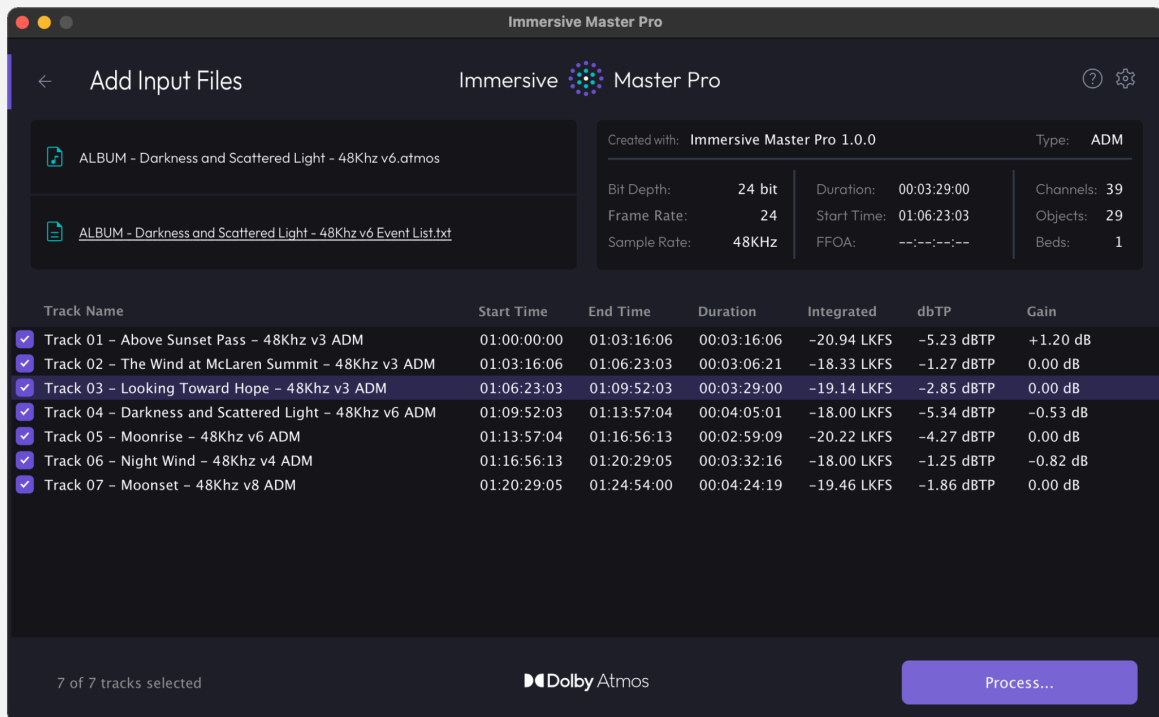 Immersive Master Pro
Add Input Files
Immersive Master Pro
?
ALBUM - Darkness and Scattered Light - 48Khz v6.atmos
ALBUM - Darkness and Scattered Light - 48Khz v6 Event List.txt
Created with: Immersive Master Pro 1.0.0 Type: ADM
Bit Depth: 24 bit Duration: 00:03:29:00 Channels: 39
Frame Rate: 24 Start Time: 01:06:23:03 Objects: 29
Sample Rate: 48KHz FFOA: --:--:--:-- Beds: 1
Track Name Start Time End Time Duration Integrated dbTP Gain
Track 01 – Above Sunset Pass – 48Khz v3 ADM 01:00:00:00 01:03:16:06 00:03:16:06 -20.94 LKFS -5.23 dBTP +1.20 dB
Track 02 – The Wind at McLaren Summit – 48Khz v3 ADM 01:03:16:06 01:06:23:03 00:03:06:21 -18.33 LKFS -1.27 dBTP 0.00 dB
Track 03 – Looking Toward Hope – 48Khz v3 ADM 01:06:23:03 01:09:52:03 00:03:29:00 -19.14 LKFS -2.85 dBTP 0.00 dB
Track 04 – Darkness and Scattered Light – 48Khz v6 ADM 01:09:52:03 01:13:57:04 00:04:05:01 -18.00 LKFS -5.34 dBTP -0.53 dB
Track 05 – Moonrise – 48Khz v6 ADM 01:13:57:04 01:16:56:13 00:02:59:09 -20.22 LKFS -4.27 dBTP 0.00 dB
Track 06 – Night Wind – 48Khz v4 ADM 01:16:56:13 01:20:29:05 00:03:32:16 -18.00 LKFS -1.25 dBTP -0.82 dB
Track 07 – Moonset – 48Khz v8 ADM 01:20:29:05 01:24:54:00 00:04:24:19 -19.46 LKFS -1.86 dBTP 0.00 dB
7 of 7 tracks selected
Dolby Atmos
Process...